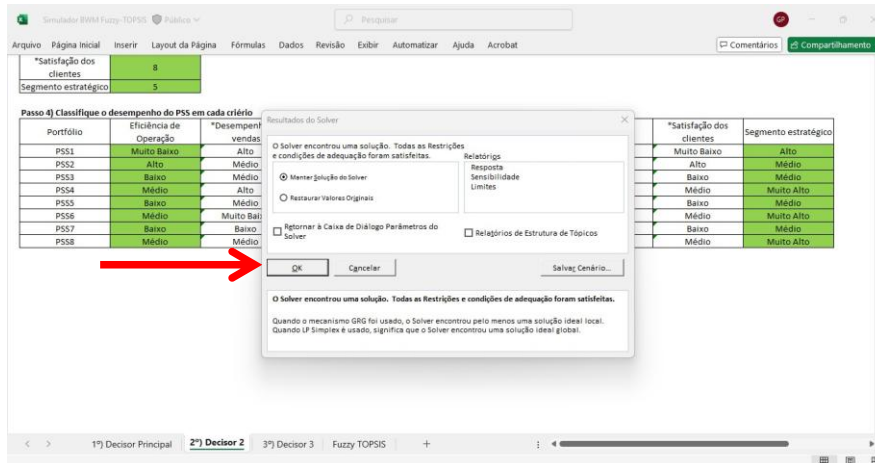 Simulador BWM Fuzzy-TOPSIS Público
Pesquisar
GP
Arquivo Página Inicial Inserir Layout da Página Fórmulas Dados Revisão Exibir Automatizar Ajuda Acrobat
Comentários Compartilhamento
*Satisfação dos clientes 8
Segmento estratégico 5
Passo 4) Classifique o desempenho do PSS em cada criério
Portfólio Eficiência de Operação *Desempenh vendas *Satisfação dos clientes Segmento estratégico
PSS1 Muito Baixo Alto Muito Baixo Alto
PSS2 Alto Médio Alto Médio
PSS3 Baixo Médio Baixo Médio
PSS4 Médio Alto Médio Muito Alto
PSS5 Baixo Médio Baixo Médio
PSS6 Médio Muito Baix Médio Muito Alto
PSS7 Baixo Baixo Baixo Médio
PSS8 Médio Médio Médio Muito Alto
Resultados do Solver
O Solver encontrou uma solução. Todas as Restrições
e condições de adequação foram satisfeitas.
Relatórios
Resposta
Sensibilidade
Limites
Manter Solução do Solver
Restaurar Valores Originais
Retornar à Caixa de Diálogo Parâmetros do
Solver
Relatórios de Estrutura de Tópicos
OK Cancelar Salvar Cenário...
O Solver encontrou uma solução. Todas as Restrições e condições de adequação foram satisfeitas.
Quando o mecanismo GRG foi usado, o Solver encontrou pelo menos uma solução ideal local.
Quando LP Simplex é usado, significa que o Solver encontrou uma solução ideal global.
1º) Decisor Principal 2º) Decisor 2 3º) Decisor 3 Fuzzy TOPSIS +